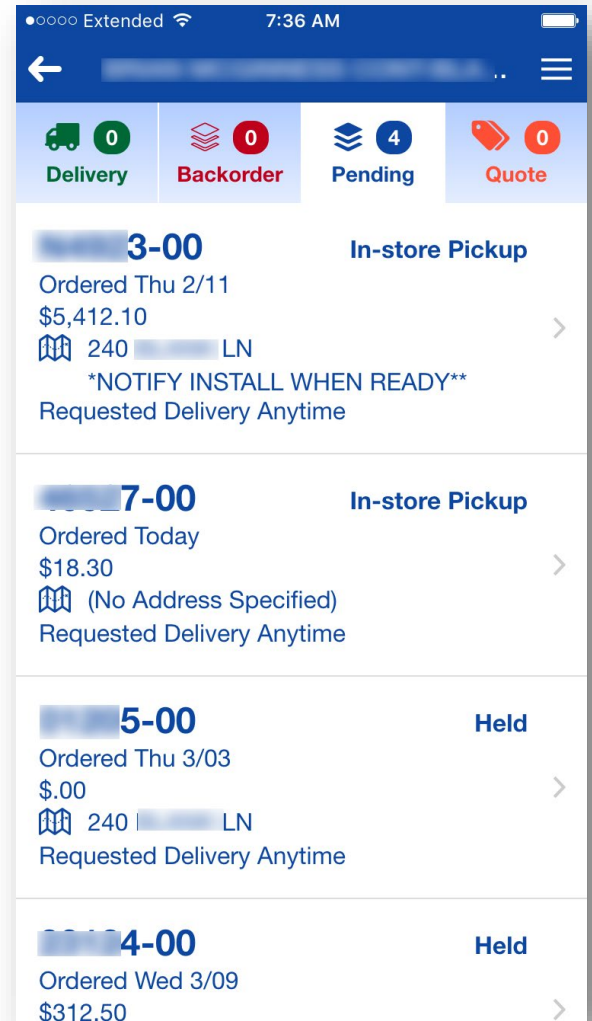 Extended 7:36 AM
0 0 4 0
Delivery Backorder Pending Quote
3-00 In-store Pickup
Ordered Thu 2/11
$5,412.10
240 LN
*NOTIFY INSTALL WHEN READY**
Requested Delivery Anytime
7-00 In-store Pickup
Ordered Today
$18.30
(No Address Specified)
Requested Delivery Anytime
5-00 Held
Ordered Thu 3/03
$.00
240 LN
Requested Delivery Anytime
4-00 Held
Ordered Wed 3/09
$312.50